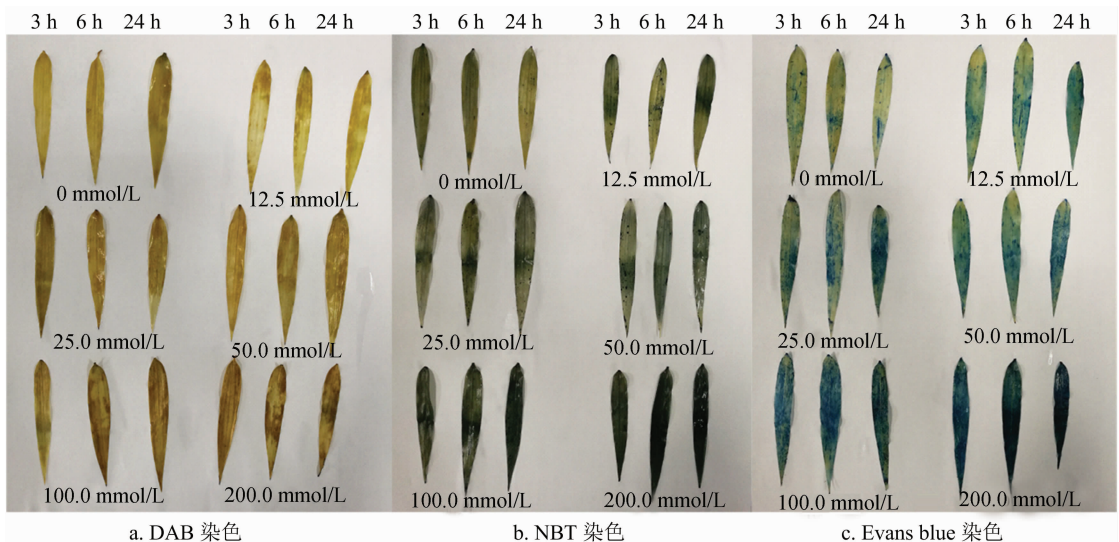 3 h 6 h 24 h 3 h 6 h 24 h 3 h 6 h 24 h 3 h 6 h 24 h 3 h 6 h 24 h 3 h 6 h 24 h
0 mmol/L 12.5 mmol/L 0 mmol/L 12.5 mmol/L 0 mmol/L 12.5 mmol/L
25.0 mmol/L 50.0 mmol/L 25.0 mmol/L 50.0 mmol/L 25.0 mmol/L 50.0 mmol/L
100.0 mmol/L 200.0 mmol/L 100.0 mmol/L 200.0 mmol/L 100.0 mmol/L 200.0 mmol/L
a. DAB 染色 b. NBT 染色 c. Evans blue 染色